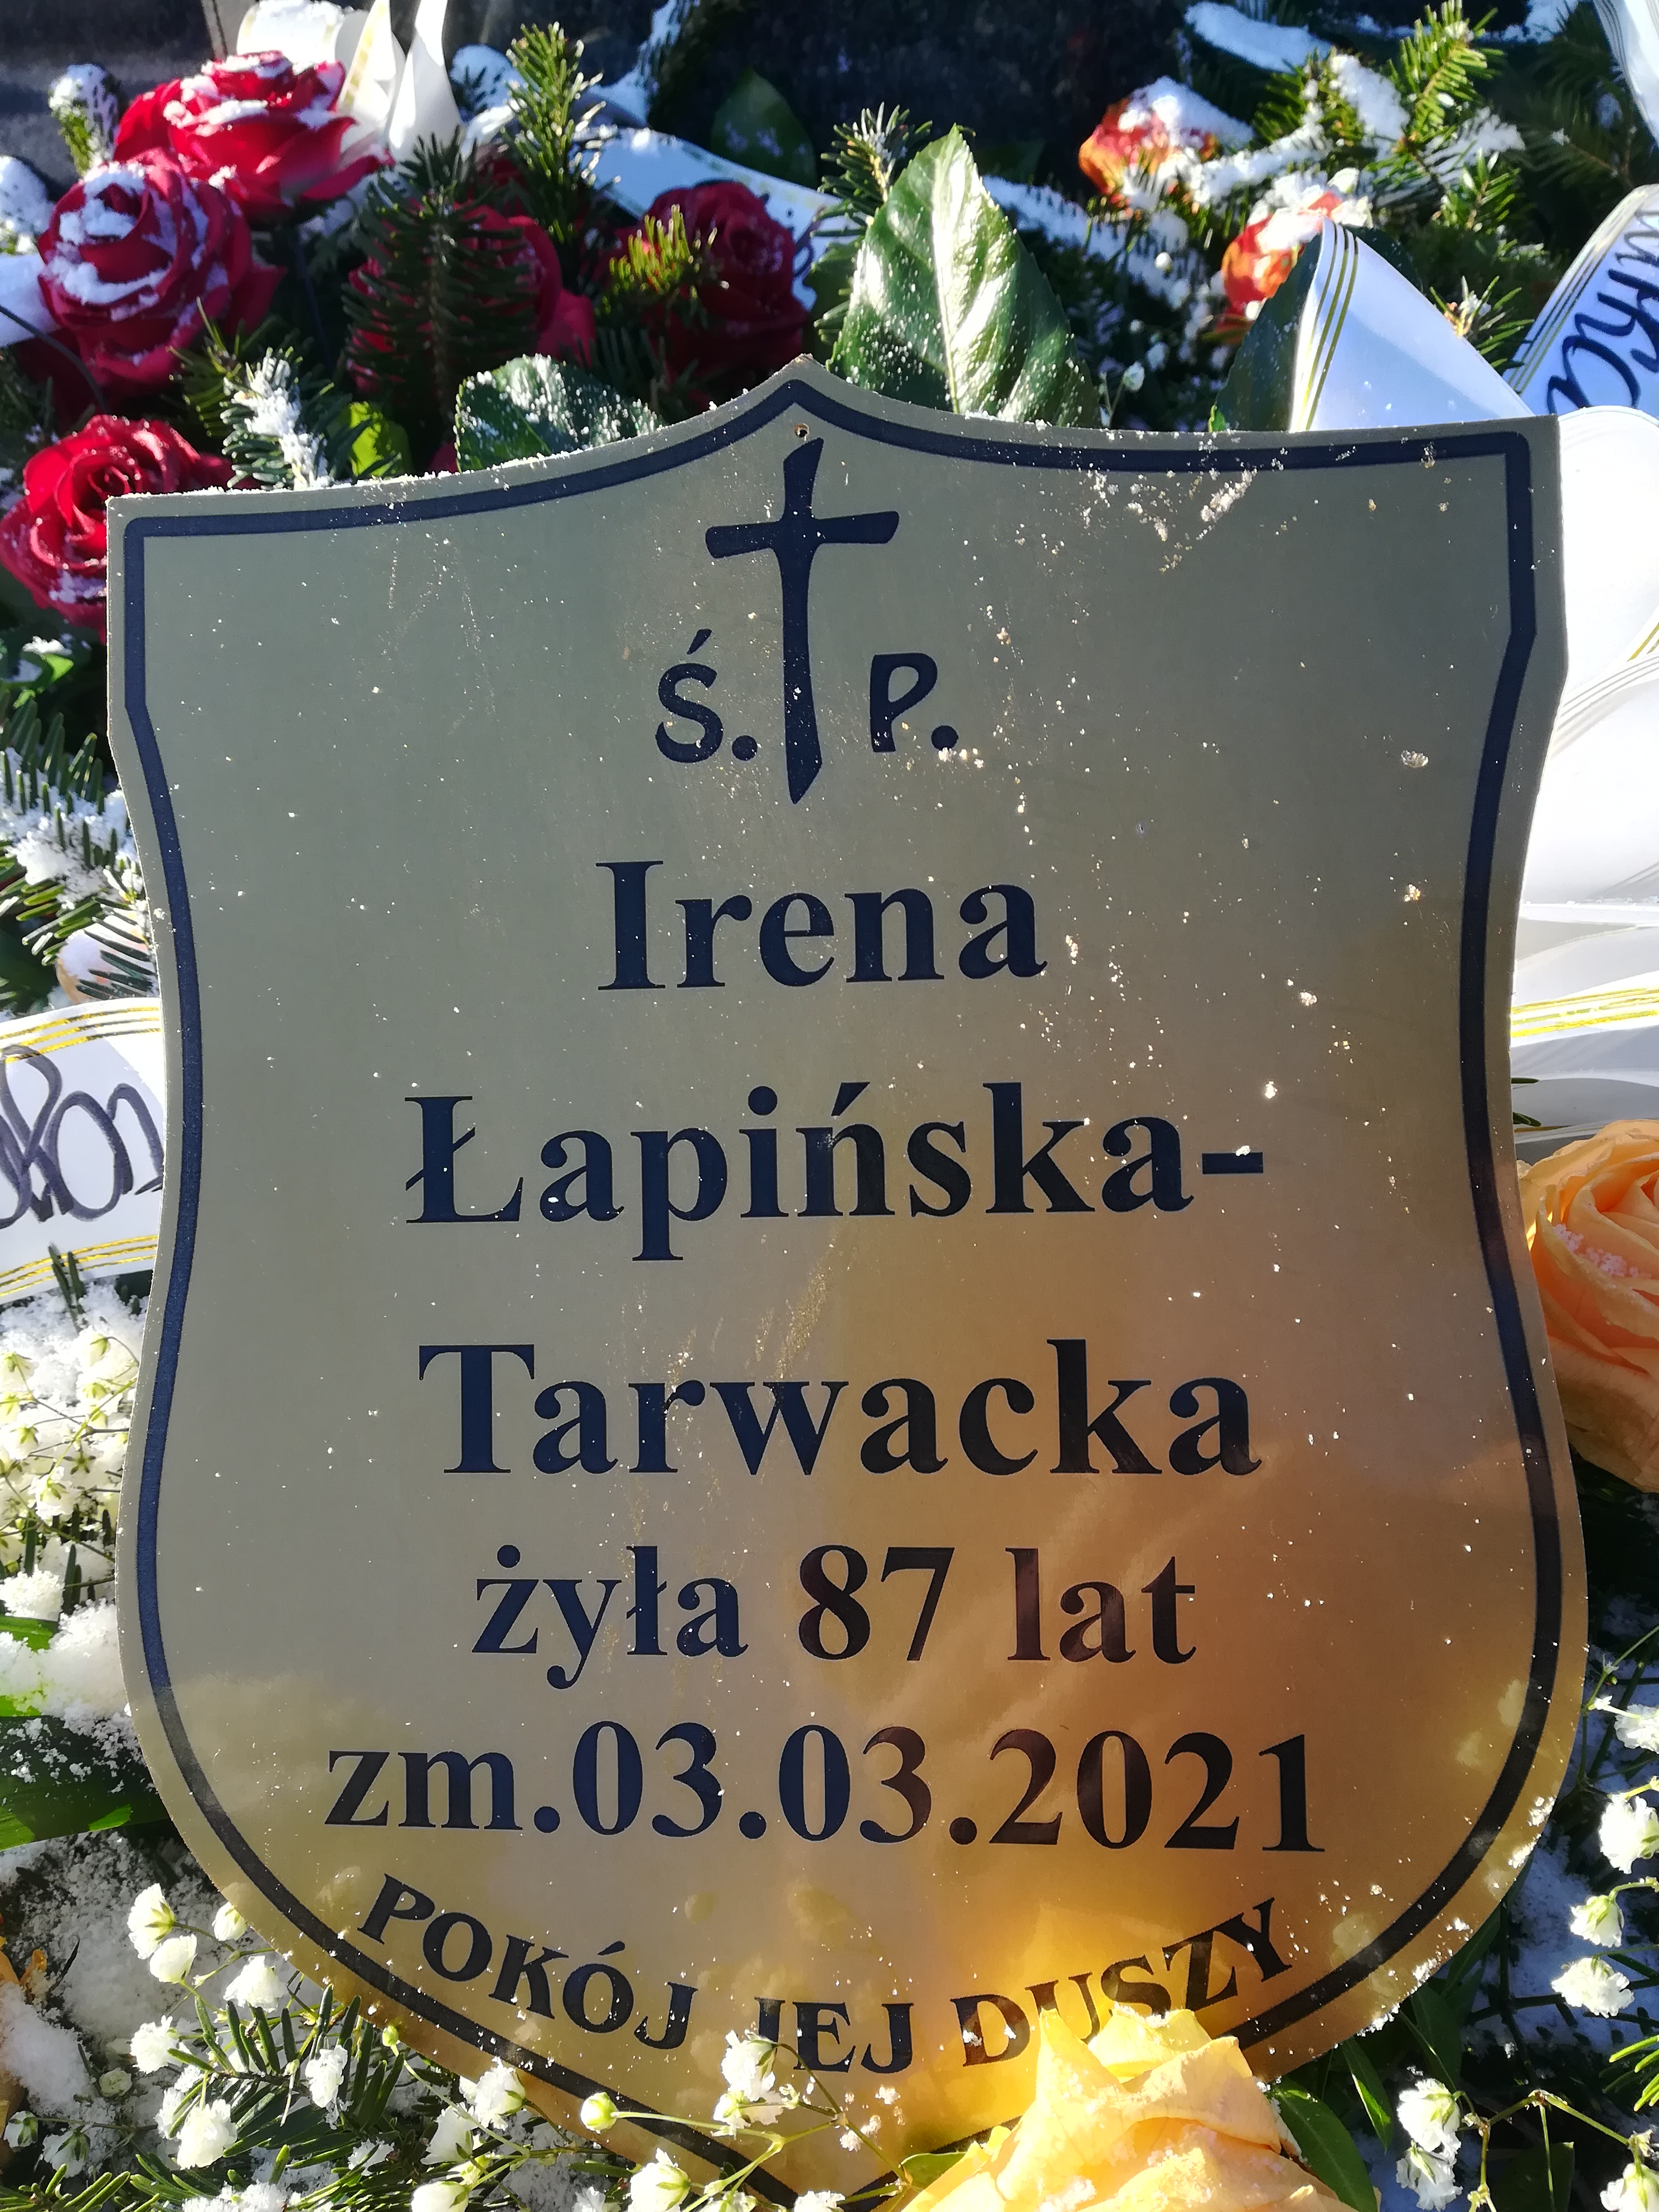 Ś. P.
Irena
Łapińska-
Tarwacka
żyła 87 lat
zm.03.03.2021
POKÓJ JEJ DUSZY